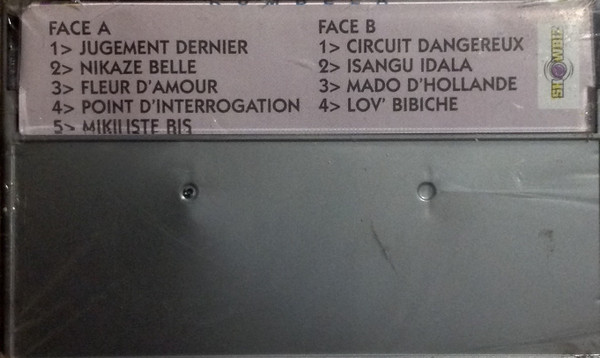 FACE A
1> JUGEMENT DERNIER
2> NIKAZE BELLE
3> FLEUR D'AMOUR
4> POINT D'INTERROGATION
5> MIKILISTE BIS
FACE B
1> CIRCUIT DANGEREUX
2> ISANGU IDALA
3> MADO D'HOLLANDE
4> LOV' BIBICHE
SHOWBIZ